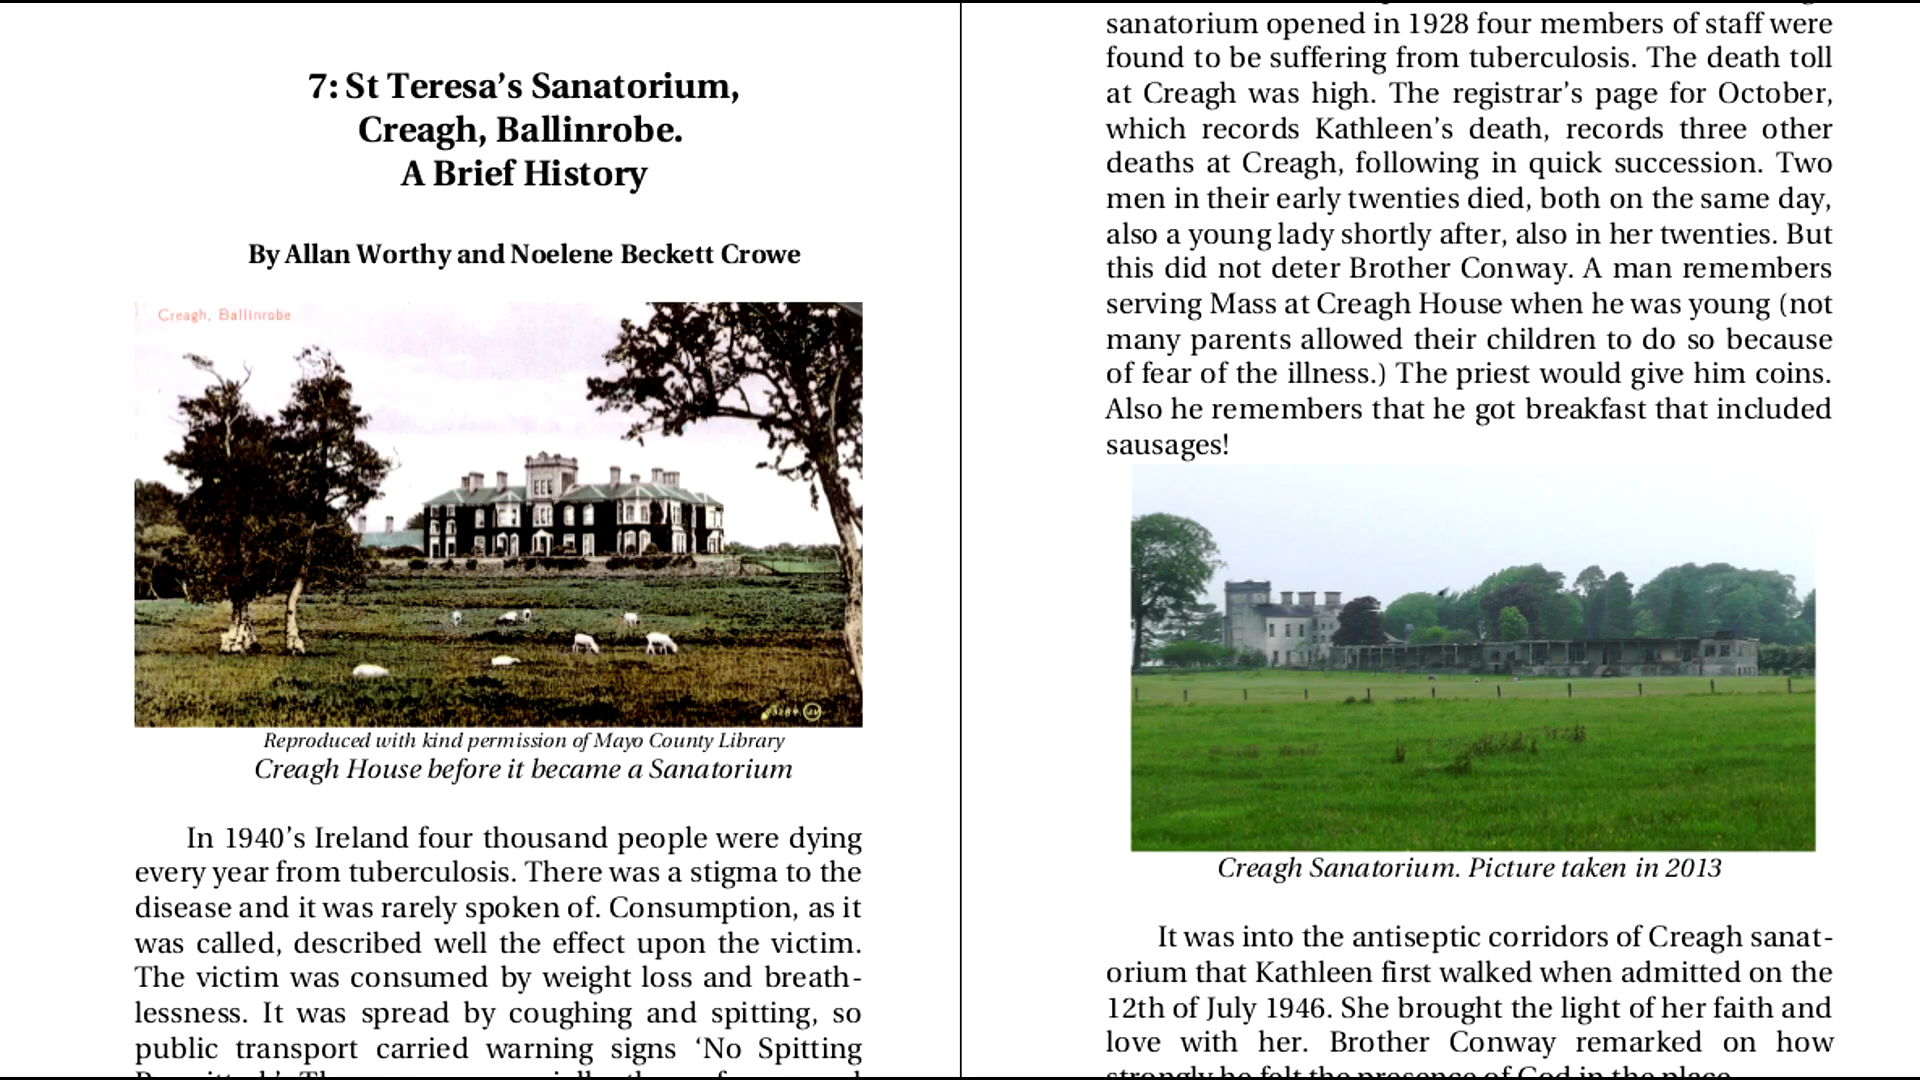 7: St Teresa's Sanatorium,
Creagh, Ballinrobe.
A Brief History
By Allan Worthy and Noelene Beckett Crowe
Creagh, Ballinrobe
Reproduced with kind permission of Mayo County Library
Creagh House before it became a Sanatorium
In 1940's Ireland four thousand people were dying
every year from tuberculosis. There was a stigma to the
disease and it was rarely spoken of. Consumption, as it
was called, described well the effect upon the victim.
The victim was consumed by weight loss and breath-
lessness. It was spread by coughing and spitting, so
public transport carried warning signs ‘No Spitting
sanatorium opened in 1928 four members of staff were
found to be suffering from tuberculosis. The death toll
at Creagh was high. The registrar's page for October,
which records Kathleen's death, records three other
deaths at Creagh, following in quick succession. Two
men in their early twenties died, both on the same day,
also a young lady shortly after, also in her twenties. But
this did not deter Brother Conway. A man remembers
serving Mass at Creagh House when he was young (not
many parents allowed their children to do so because
of fear of the illness.) The priest would give him coins.
Also he remembers that he got breakfast that included
sausages!
Creagh Sanatorium. Picture taken in 2013
It was into the antiseptic corridors of Creagh sanat-
orium that Kathleen first walked when admitted on the
12th of July 1946. She brought the light of her faith and
love with her. Brother Conway remarked on how
strongly he felt the presence of God in the place